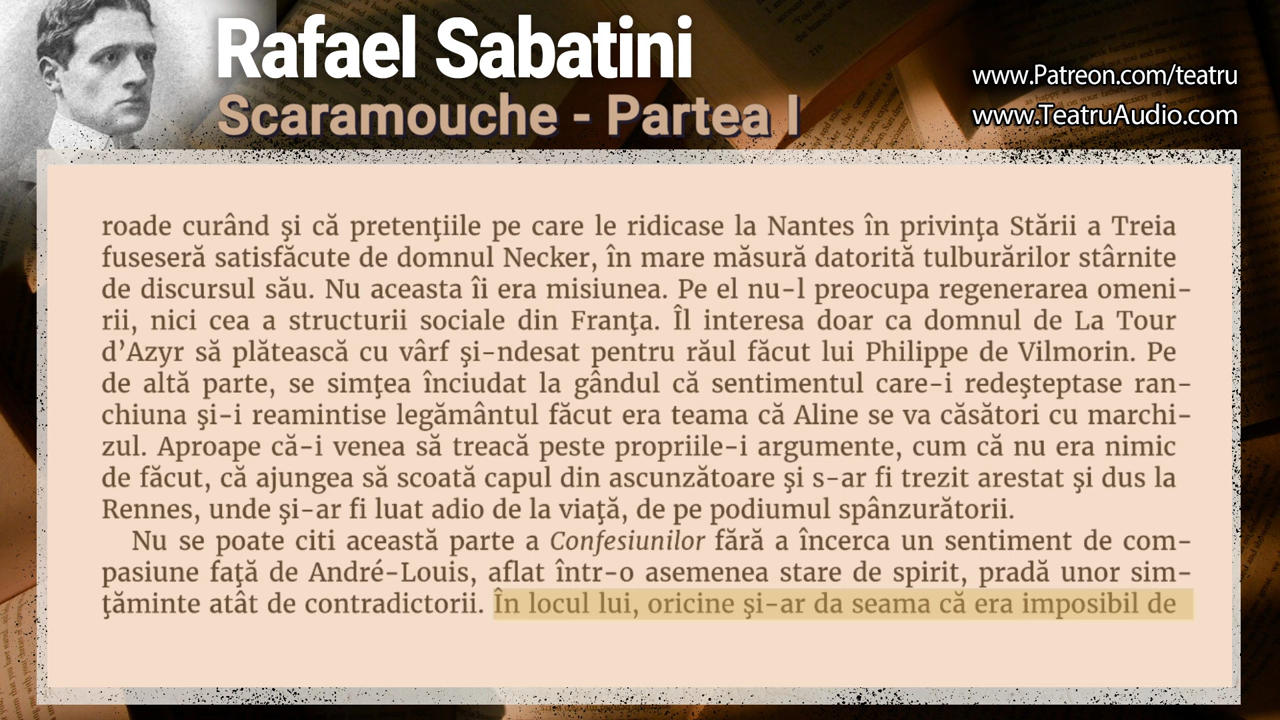 Rafael Sabatini
Scaramouche - Partea I
www.Patreon.com/teatru
www.TeatruAudio.com
roade curând şi că pretenţiile pe care le ridicase la Nantes în privinţa Stării a Treia
fuseseră satisfăcute de domnul Necker, în mare măsură datorită tulburărilor stârnite
de discursul său. Nu aceasta îi era misiunea. Pe el nu-l preocupa regenerarea omeni-
rii, nici cea a structurii sociale din Franţa. Îl interesa doar ca domnul de La Tour
d’Azyr să plătească cu vârf şi-ndesat pentru răul făcut lui Philippe de Vilmorin. Pe
de altă parte, se simţea înciudat la gândul că sentimentul care-i redeşteptase ran-
chiuna şi-i reamintise legământul făcut era teama că Aline se va căsători cu marchi-
zul. Aproape că-i venea să treacă peste propriile-i argumente, cum că nu era nimic
de făcut, că ajungea să scoată capul din ascunzătoare şi s-ar fi trezit arestat şi dus la
Rennes, unde şi-ar fi luat adio de la viaţă, de pe podiumul spânzurătorii.
Nu se poate citi această parte a Confesiunilor fără a încerca un sentiment de com-
pasiune faţă de André-Louis, aflat într-o asemenea stare de spirit, pradă unor sim-
ţăminte atât de contradictorii. În locul lui, oricine şi-ar da seama că era imposibil de